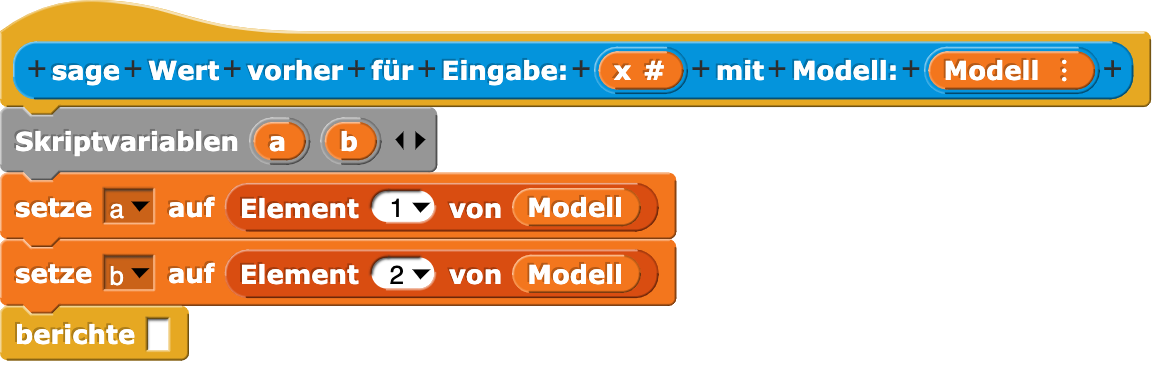 + sage + Wert + vorher + für + Eingabe: + x # + mit + Modell: + Modell ⋮ +
Skriptvariablen a b
setze a auf Element 1 von Modell
setze b auf Element 2 von Modell
berichte